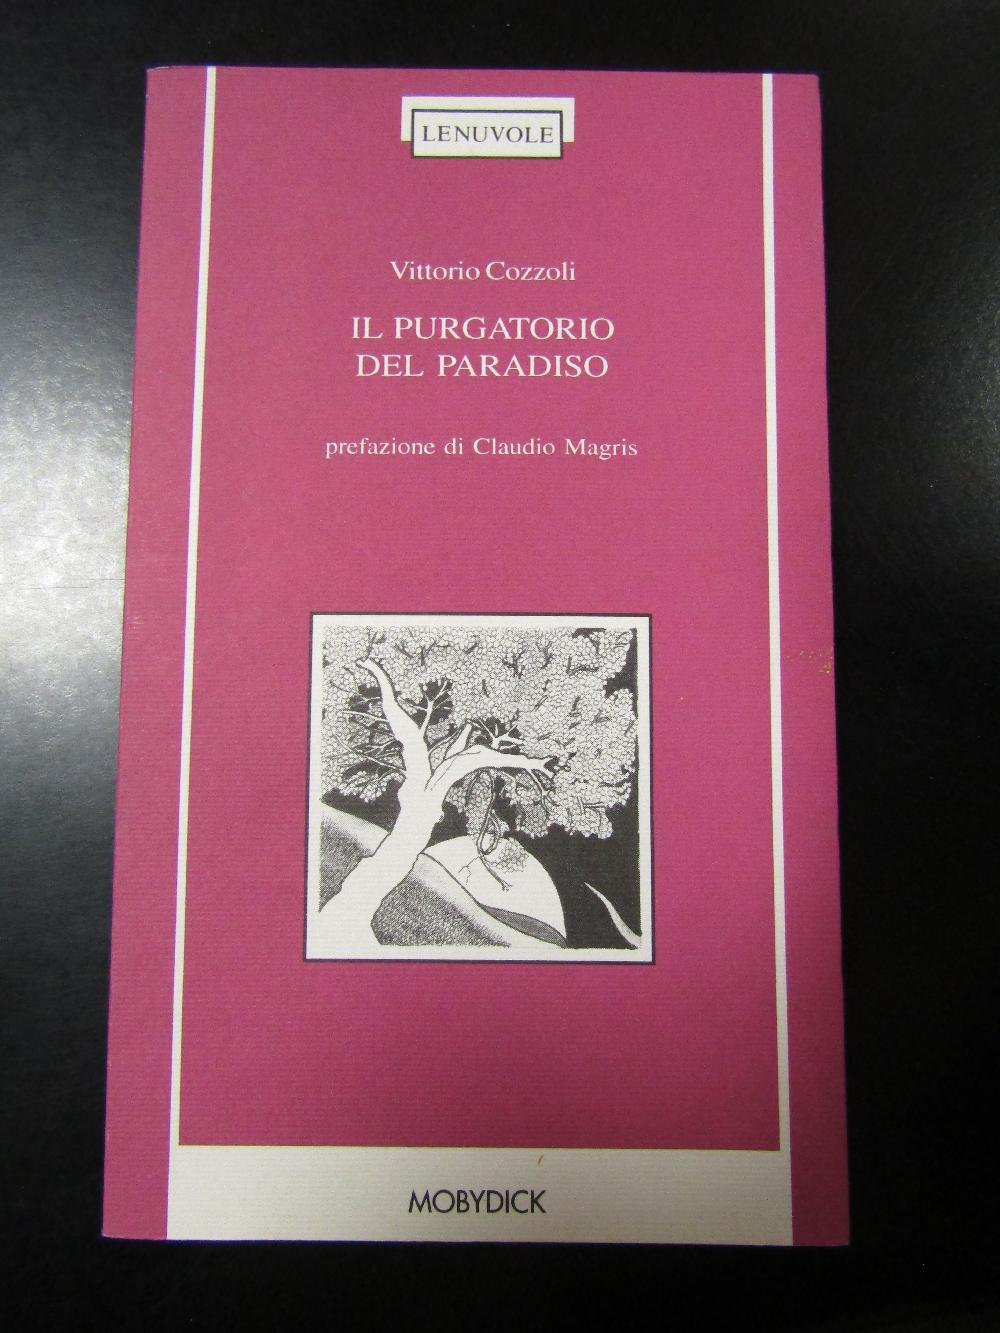 LENUVOLE
Vittorio Cozzoli
IL PURGATORIO
DEL PARADISO
prefazione di Claudio Magris
MOBYDICK